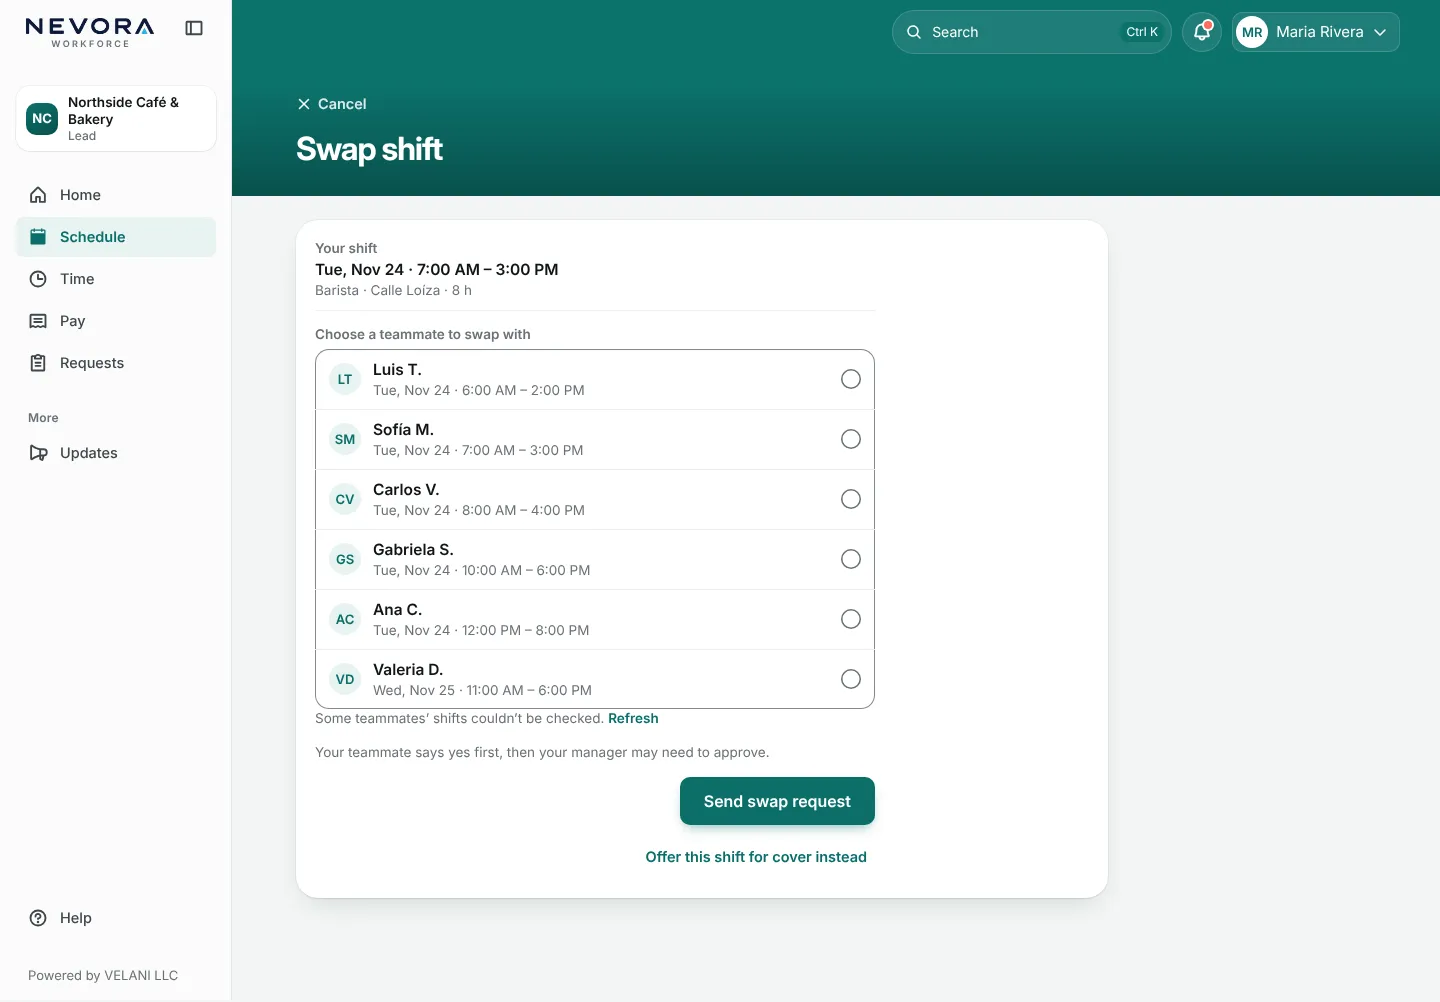 NEVORA
WORKFORCE
Search
Ctrl K
MR
Maria Rivera
NC
Northside Café &
Bakery
Lead
Home
Schedule
Time
Pay
Requests
More
Updates
Help
Powered by VELANI LLC
Cancel
Swap shift
Your shift
Tue, Nov 24 · 7:00 AM – 3:00 PM
Barista · Calle Loíza · 8 h
Choose a teammate to swap with
LT
Luis T.
Tue, Nov 24 · 6:00 AM – 2:00 PM
SM
Sofía M.
Tue, Nov 24 · 7:00 AM – 3:00 PM
CV
Carlos V.
Tue, Nov 24 · 8:00 AM – 4:00 PM
GS
Gabriela S.
Tue, Nov 24 · 10:00 AM – 6:00 PM
AC
Ana C.
Tue, Nov 24 · 12:00 PM – 8:00 PM
VD
Valeria D.
Wed, Nov 25 · 11:00 AM – 6:00 PM
Some teammates’ shifts couldn’t be checked. Refresh
Your teammate says yes first, then your manager may need to approve.
Send swap request
Offer this shift for cover instead